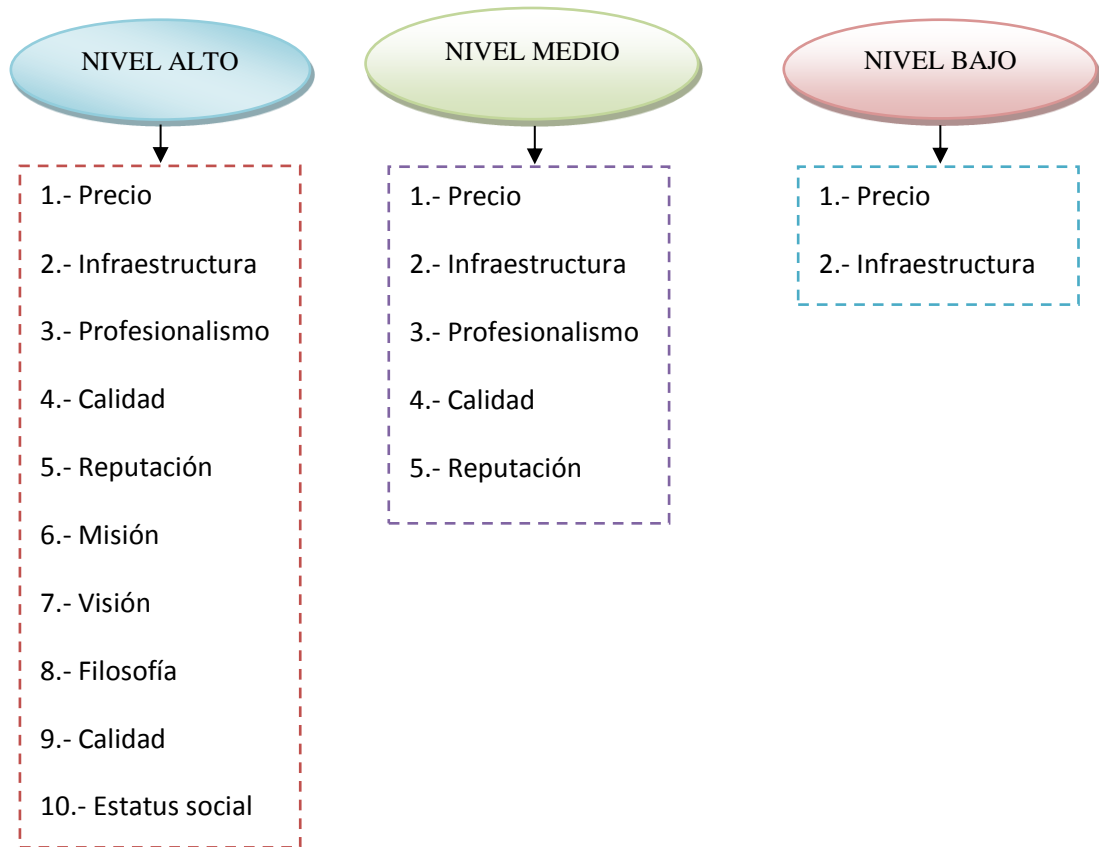 NIVEL ALTO
1.- Precio
2.- Infraestructura
3.- Profesionalismo
4.- Calidad
5.- Reputación
6.- Misión
7.- Visión
8.- Filosofía
9.- Calidad
10.- Estatus social
NIVEL MEDIO
1.- Precio
2.- Infraestructura
3.- Profesionalismo
4.- Calidad
5.- Reputación
NIVEL BAJO
1.- Precio
2.- Infraestructura